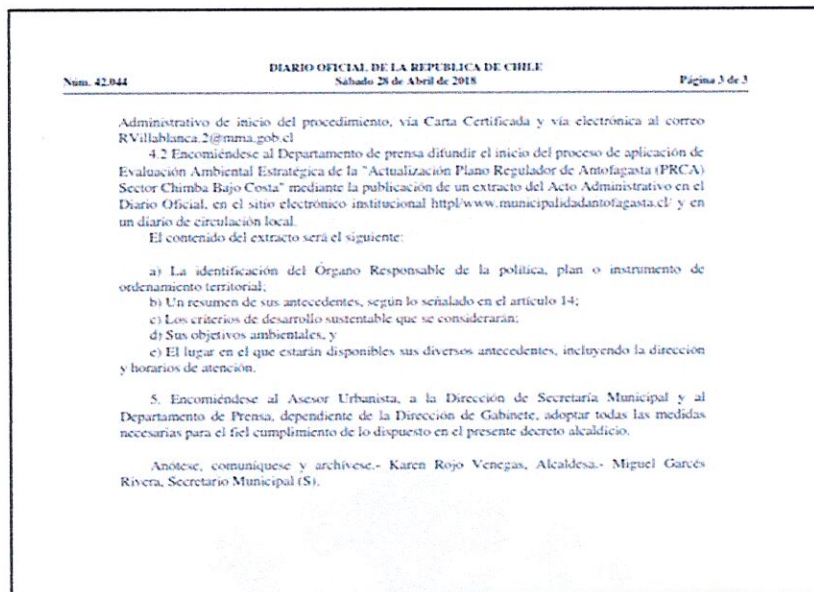 DIARIO OFICIAL DE LA REPUBLICA DE CHILE
Núm. 42.044 Sábado 28 de Abril de 2018 Página 3 de 3
Administrativo de inicio del procedimiento, vía Carta Certificada y vía electrónica al correo
RVillablanca.2@mma.gob.cl
4.2 Encomiéndese al Departamento de prensa difundir el inicio del proceso de aplicación de
Evaluación Ambiental Estratégica de la "Actualización Plano Regulador de Antofagasta (PRCA)
Sector Chimba Bajo Costa" mediante la publicación de un extracto del Acto Administrativo en el
Diario Oficial, en el sitio electrónico institucional httpl/www.municipalidadantofagasta.cl/ y en
un diario de circulación local.
El contenido del extracto será el siguiente:
a) La identificación del Órgano Responsable de la política, plan o instrumento de
ordenamiento territorial;
b) Un resumen de sus antecedentes, según lo señalado en el artículo 14;
c) Los criterios de desarrollo sustentable que se considerarán;
d) Sus objetivos ambientales, y
e) El lugar en el que estarán disponibles sus diversos antecedentes, incluyendo la dirección
y horarios de atención.
5. Encomiéndese al Asesor Urbanista, a la Dirección de Secretaría Municipal y al
Departamento de Prensa, dependiente de la Dirección de Gabinete, adoptar todas las medidas
necesarias para el fiel cumplimiento de lo dispuesto en el presente decreto alcaldicio.
Anótese, comuníquese y archívese.- Karen Rojo Venegas, Alcaldesa.- Miguel Garcés
Rivera, Secretario Municipal (S).